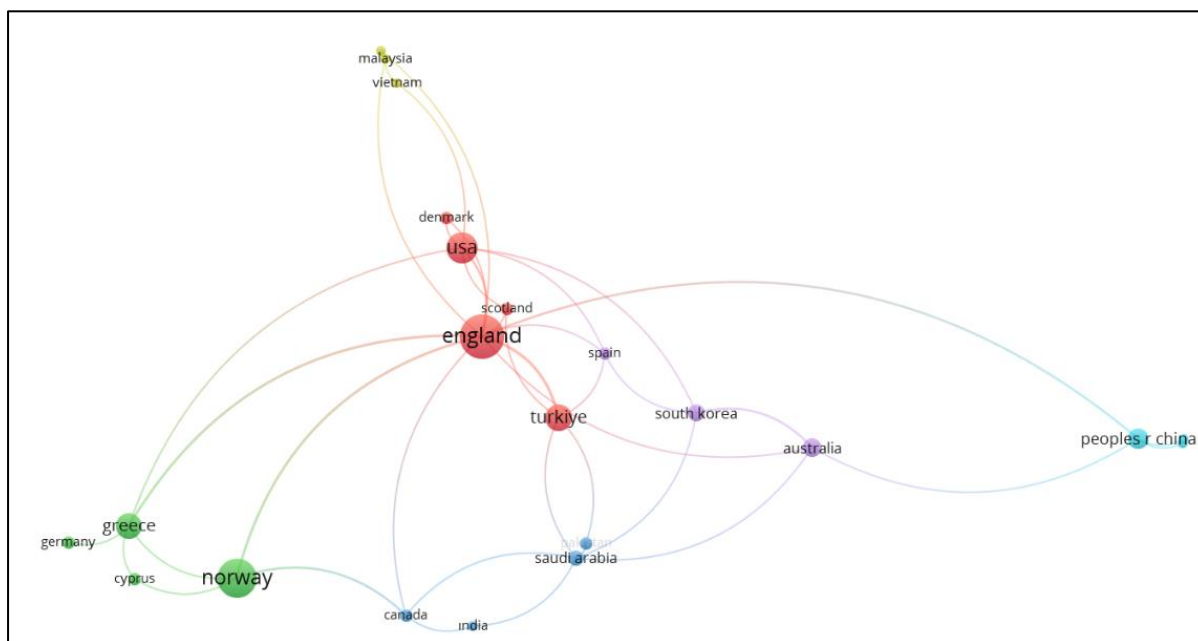 malaysia
vietnam
denmark
usa
scotland
england
spain
turkiye
south korea
peoples r china
australia
greece
germany
pakistan
saudi arabia
norway
cyprus
canada
india